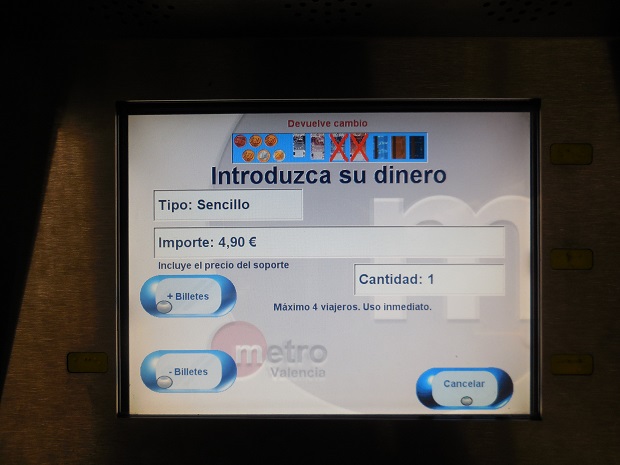 Devuelve cambio
Introduzca su dinero
Tipo: Sencillo
Importe: 4,90 €
Incluye el precio del soporte
Cantidad: 1
+ Billetes
Máximo 4 viajeros. Uso inmediato.
metro
Valencia
- Billetes
Cancelar